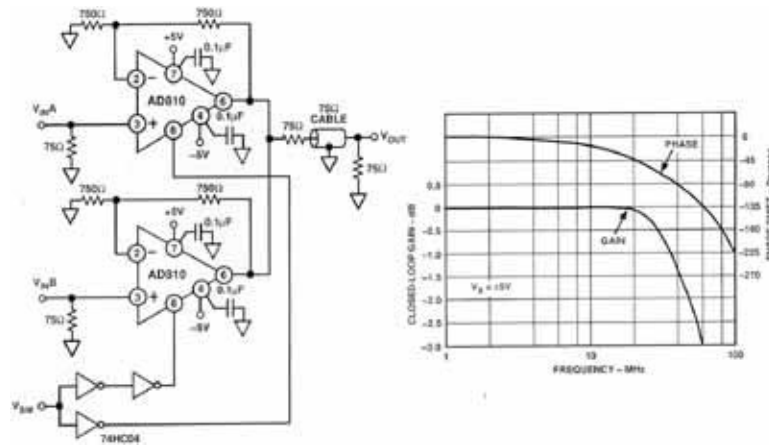 750Ω
750Ω
+5V
0.1µF
2
−
7
AD810
6
VINA
3
+
4
0.1µF
8
75Ω
−5V
75Ω
75Ω
CABLE
VOUT
75Ω
750Ω
750Ω
+5V
0.1µF
2
−
7
AD810
6
VINB
3
+
4
0.1µF
8
75Ω
−5V
VSW
74HC04
CLOSED-LOOP GAIN – dB
0.5
0
−0.5
−1.0
−1.5
−2.0
−2.5
−3.0
PHASE
GAIN
VS = ±5V
0
−45
−90
−135
−180
−225
−270
1
10
100
FREQUENCY – MHz